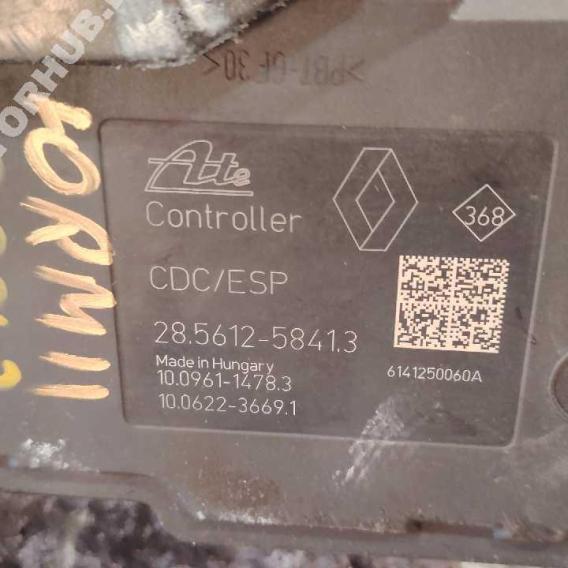 >PBT-GF30<
Ate
Controller
368
CDC/ESP
28.5612-5841.3
Made in Hungary
10.0961-1478.3
10.0622-3669.1
6141250060A